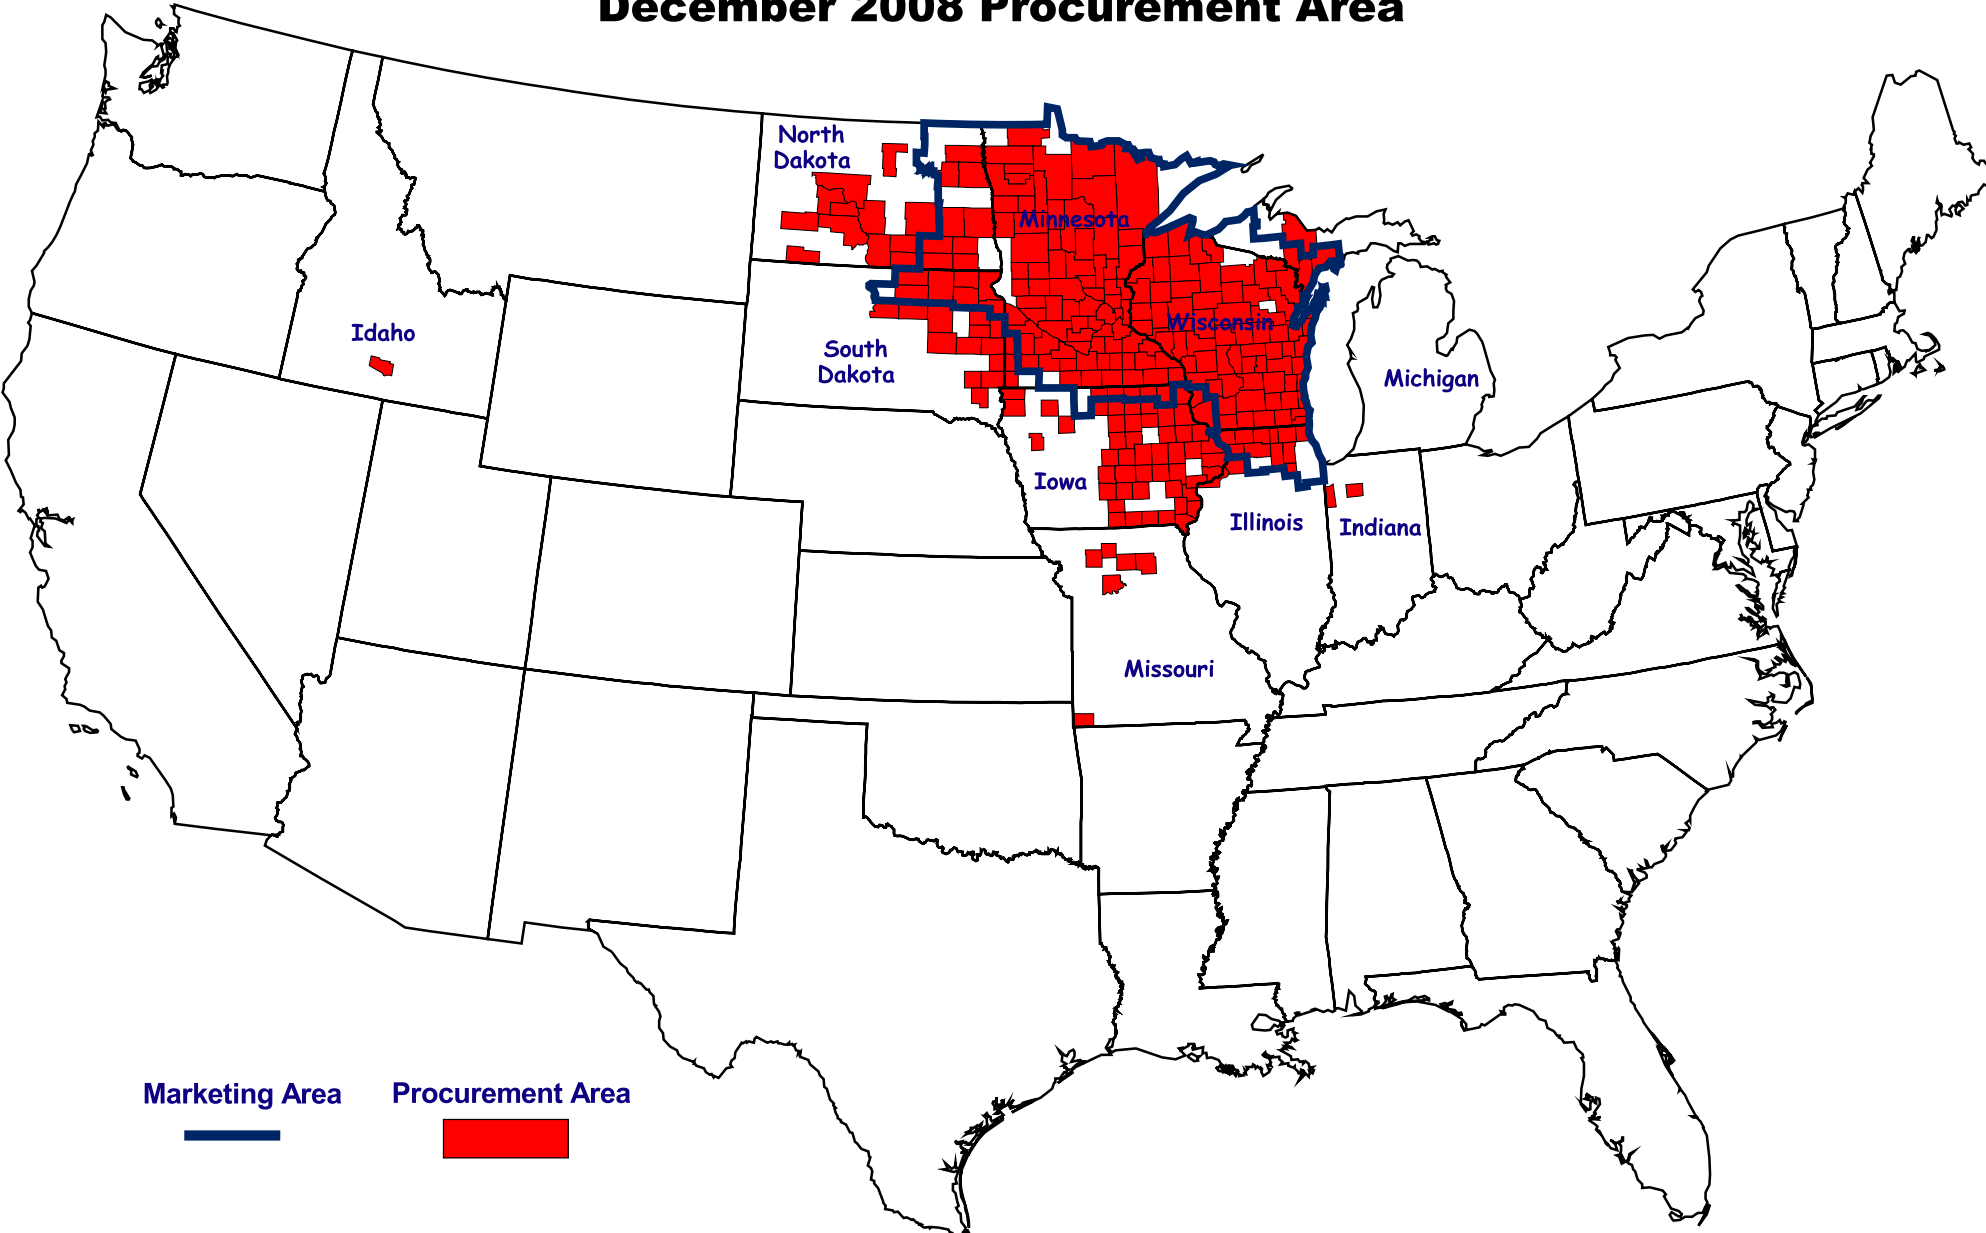 December 2008 Procurement Area
North
Dakota
Minnesota
Idaho
South
Dakota
Wisconsin
Michigan
Iowa
Illinois
Indiana
Missouri
Marketing Area
Procurement Area